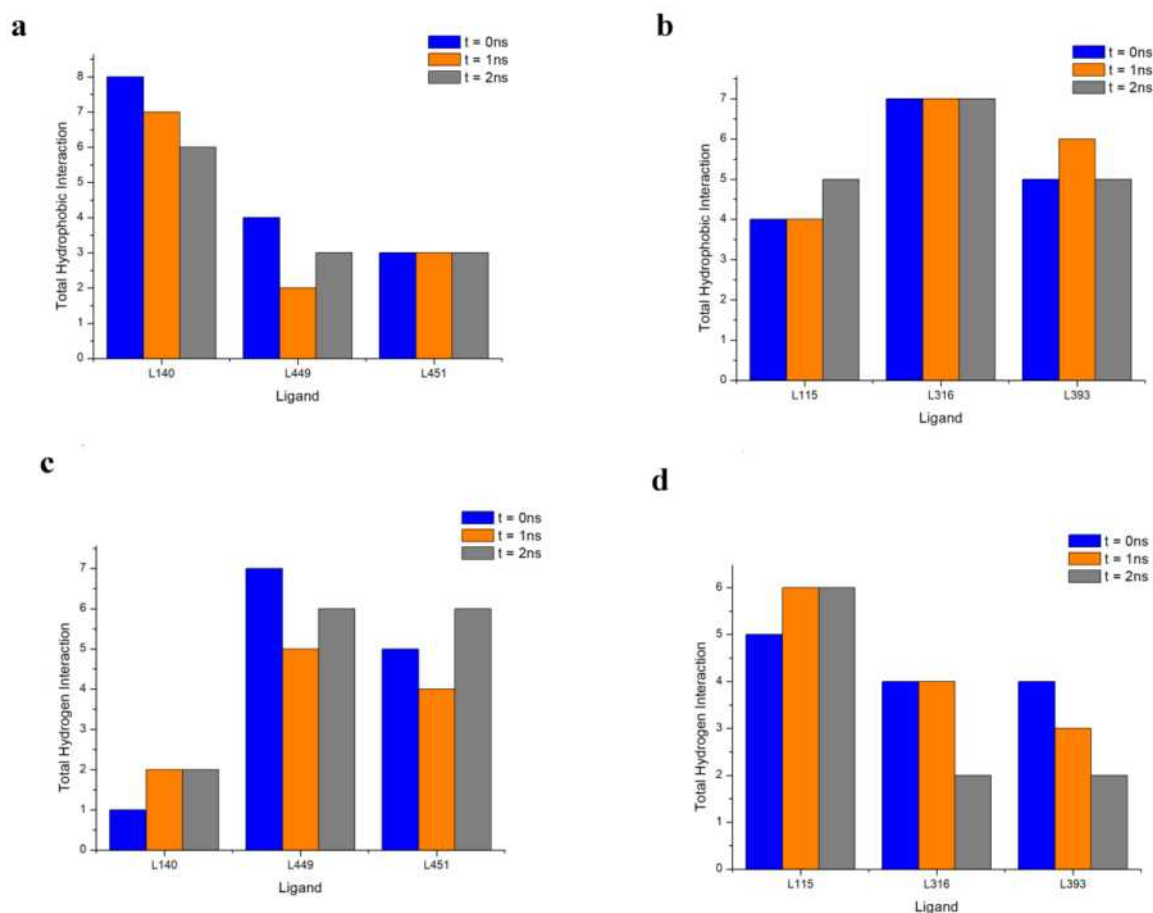 a
t = 0ns
t = 1ns
t = 2ns
Total Hydrophobic Interaction
8
7
6
5
4
3
2
1
0
L140 L449 L451
Ligand
b
t = 0ns
t = 1ns
t = 2ns
Total Hydrophobic Interaction
7
6
5
4
3
2
1
0
L115 L316 L393
Ligand
c
t = 0ns
t = 1ns
t = 2ns
Total Hydrogen Interaction
7
6
5
4
3
2
1
0
L140 L449 L451
Ligand
d
t = 0ns
t = 1ns
t = 2ns
Total Hydrogen Interaction
6
5
4
3
2
1
0
L115 L316 L393
Ligand